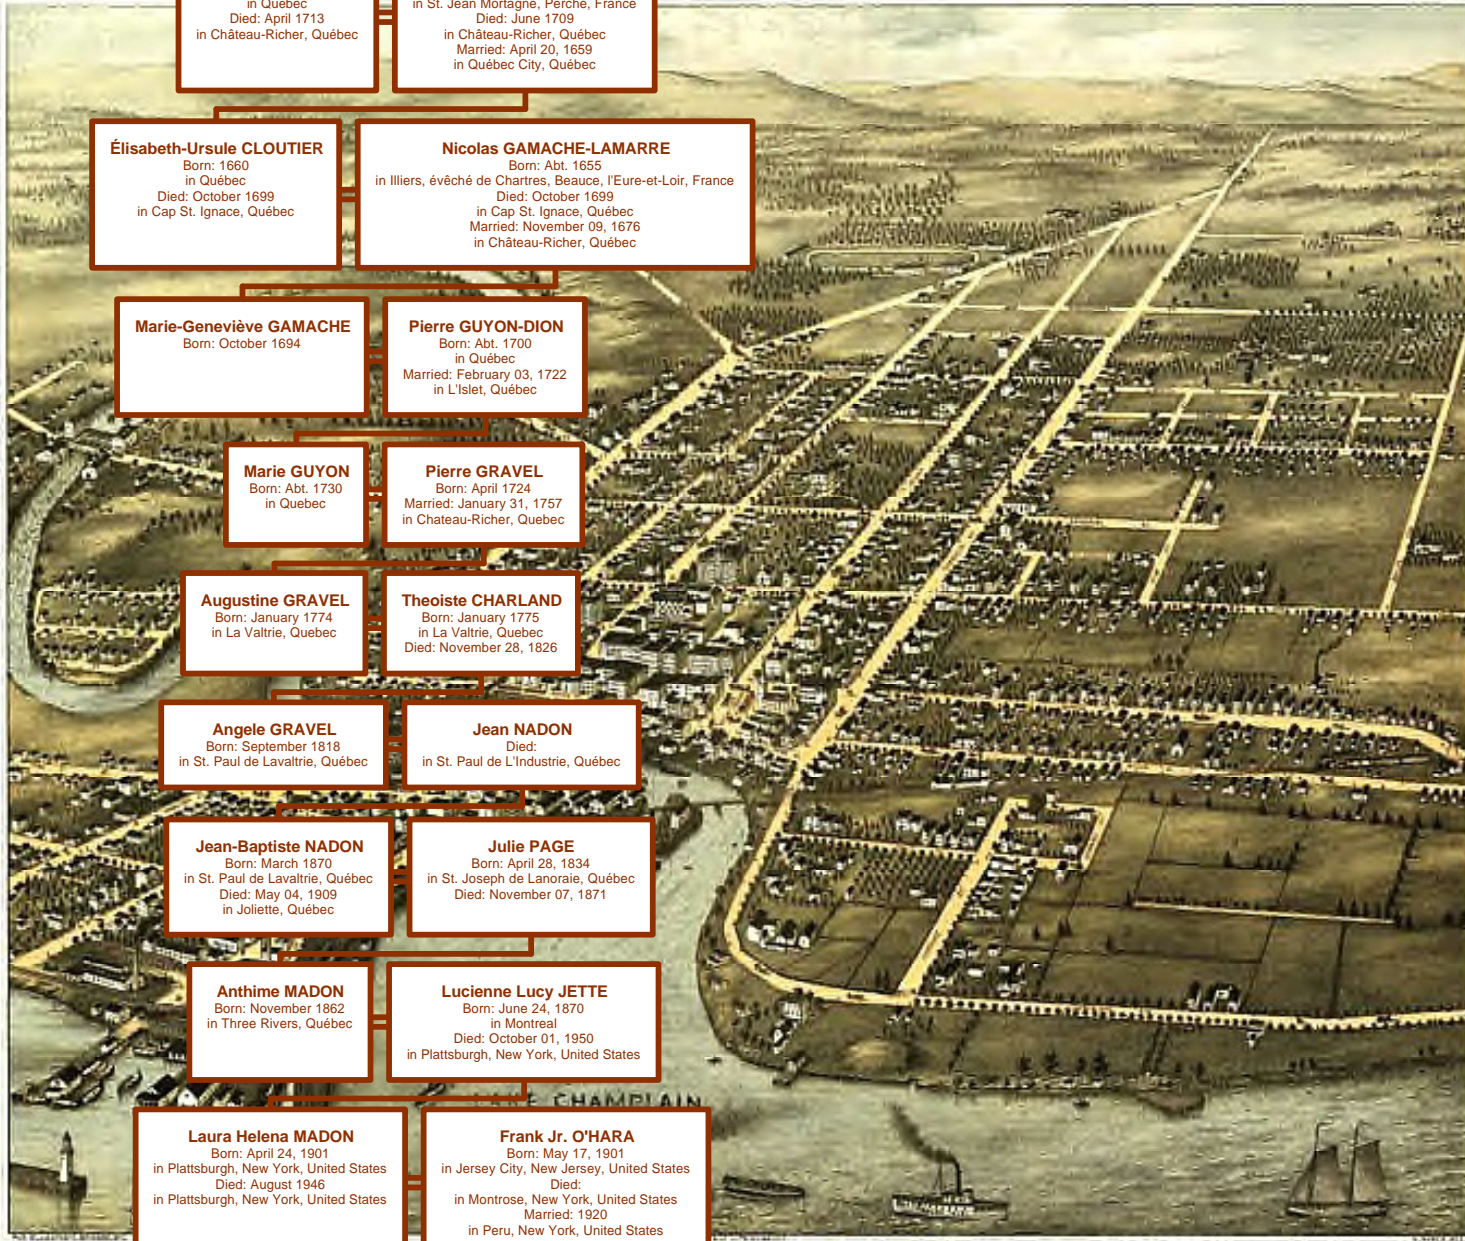 in Quebec
Died: April 1713
in Château-Richer, Québec
in St. Jean Mortagne, Perche, France
Died: June 1709
in Château-Richer, Québec
Married: April 20, 1659
in Québec City, Québec
Élisabeth-Ursule CLOUTIER
Born: 1660
in Québec
Died: October 1699
in Cap St. Ignace, Québec
Nicolas GAMACHE-LAMARRE
Born: Abt. 1655
in Illiers, évêché de Chartres, Beauce, l'Eure-et-Loir, France
Died: October 1699
in Cap St. Ignace, Québec
Married: November 09, 1676
in Château-Richer, Québec
Marie-Geneviève GAMACHE
Born: October 1694
Pierre GUYON-DION
Born: Abt. 1700
in Québec
Married: February 03, 1722
in L'Islet, Québec
Marie GUYON
Born: Abt. 1730
in Quebec
Pierre GRAVEL
Born: April 1724
Married: January 31, 1757
in Chateau-Richer, Quebec
Augustine GRAVEL
Born: January 1774
in La Valtrie, Quebec
Theoiste CHARLAND
Born: January 1775
in La Valtrie, Quebec
Died: November 28, 1826
Angele GRAVEL
Born: September 1818
in St. Paul de Lavaltrie, Québec
Jean NADON
Died:
in St. Paul de L'Industrie, Québec
Jean-Baptiste NADON
Born: March 1870
in St. Paul de Lavaltrie, Québec
Died: May 04, 1909
in Joliette, Québec
Julie PAGE
Born: April 28, 1834
in St. Joseph de Lanoraie, Québec
Died: November 07, 1871
Anthime MADON
Born: November 1862
in Three Rivers, Québec
Lucienne Lucy JETTE
Born: June 24, 1870
in Montreal
Died: October 01, 1950
in Plattsburgh, New York, United States
LAKE CHAMPLAIN
Laura Helena MADON
Born: April 24, 1901
in Plattsburgh, New York, United States
Died: August 1946
in Plattsburgh, New York, United States
Frank Jr. O'HARA
Born: May 17, 1901
in Jersey City, New Jersey, United States
Died:
in Montrose, New York, United States
Married: 1920
in Peru, New York, United States